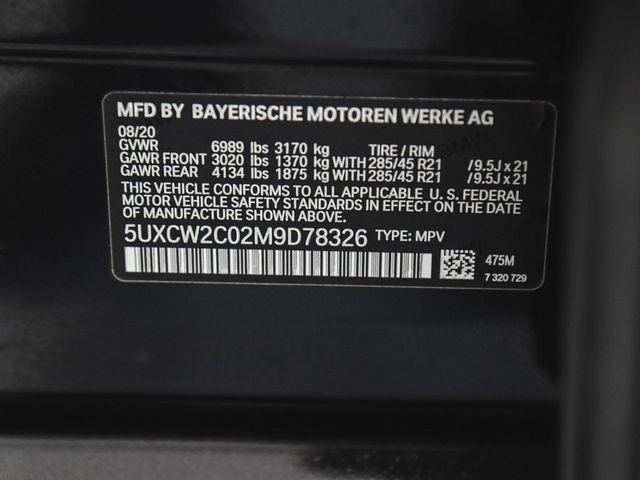 MFD BY BAYERISCHE MOTOREN WERKE AG
08/20
GVWR 6989 lbs 3170 kg TIRE / RIM
GAWR FRONT 3020 lbs 1370 kg WITH 285/45 R21 / 9.5J x 21
GAWR REAR 4134 lbs 1875 kg WITH 285/45 R21 / 9.5J x 21
THIS VEHICLE CONFORMS TO ALL APPLICABLE U. S. FEDERAL
MOTOR VEHICLE SAFETY STANDARDS IN EFFECT ON THE DATE
OF MANUFACTURE SHOWN ABOVE.
5UXCW2C02M9D78326 TYPE: MPV
475M
7 320 729